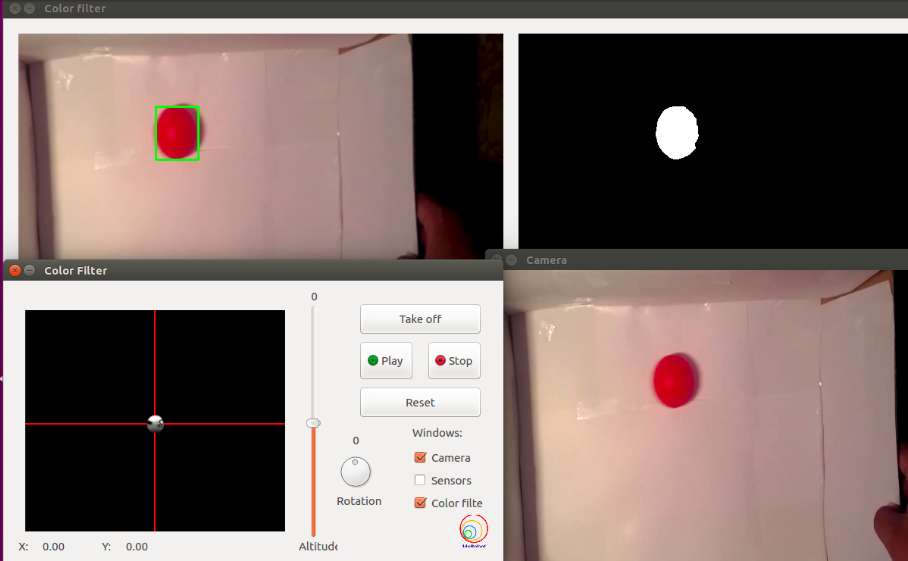 Color filter
Camera
Color Filter
0
Take off
Play
Stop
Reset
0
Windows:
Camera
Sensors
Color filte
Rotation
X: 0.00 Y: 0.00
Altitude